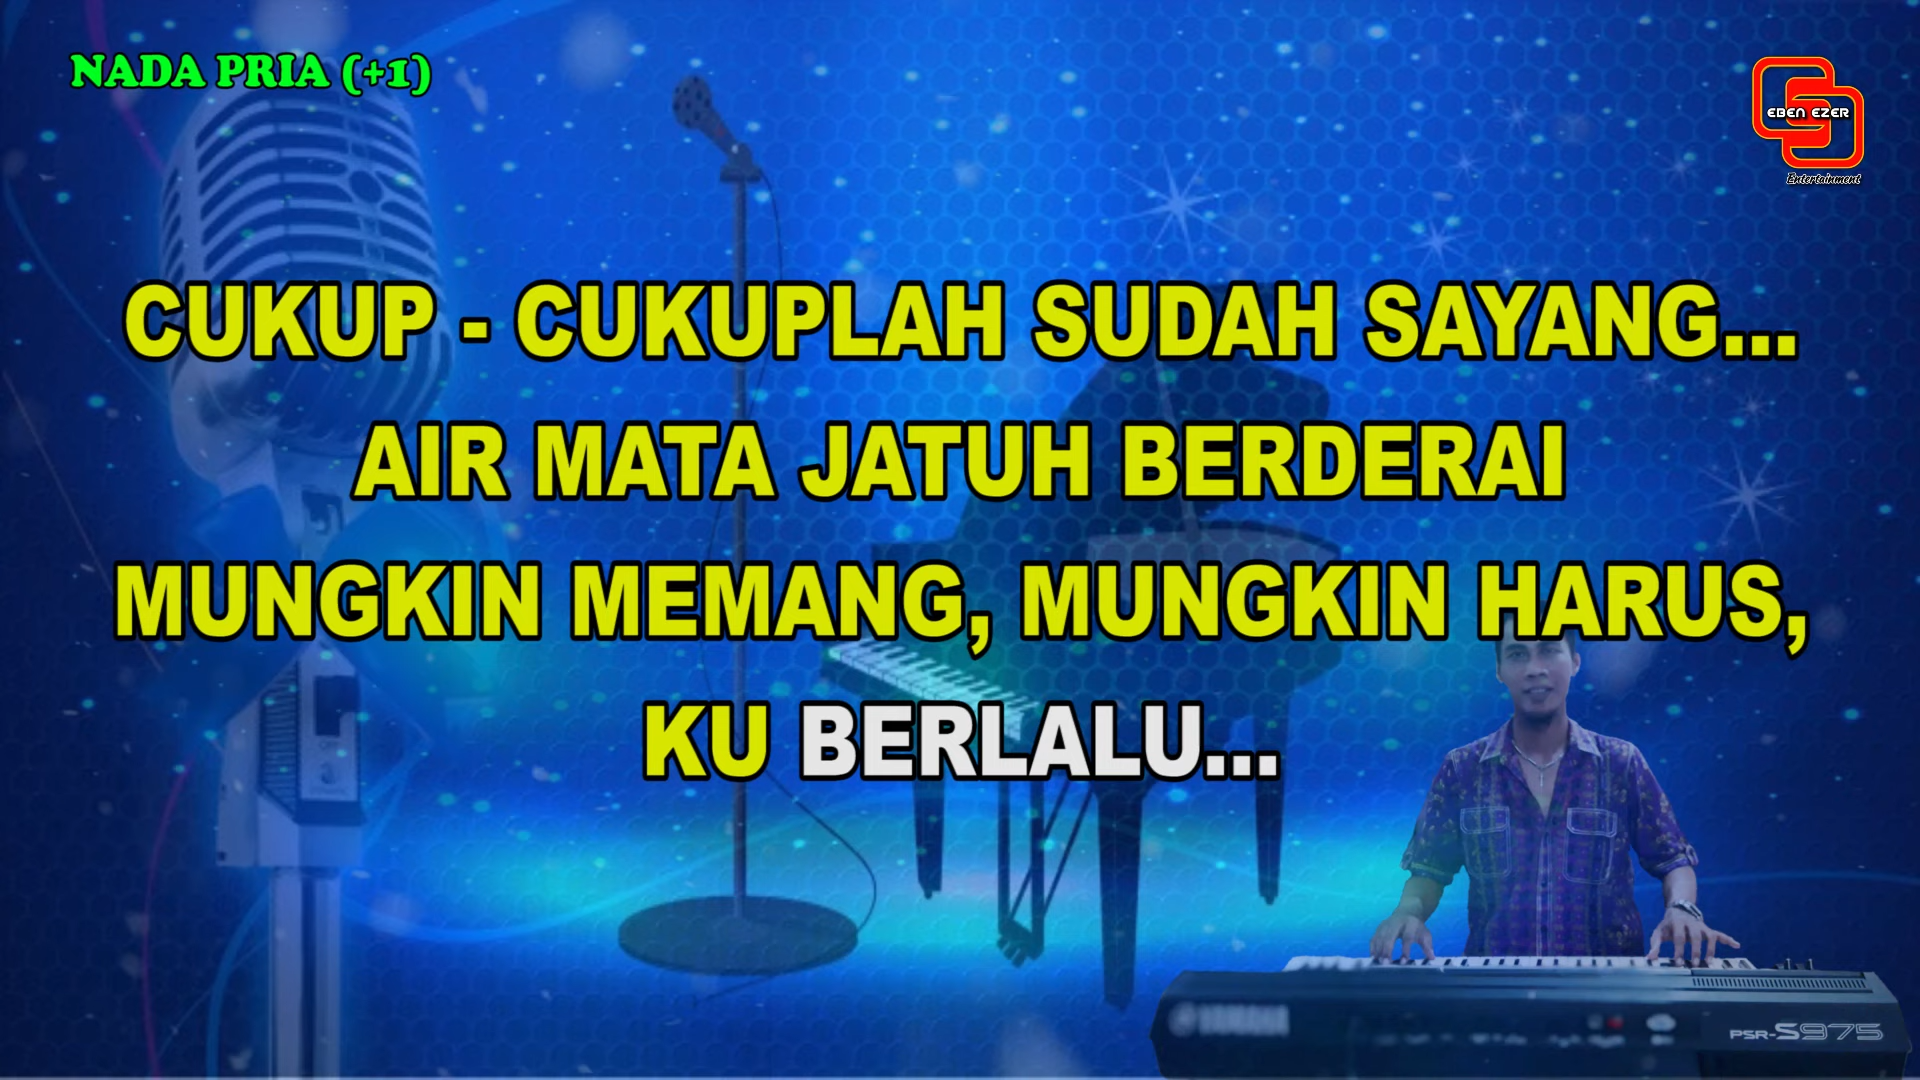 NADA PRIA (+1)
EBEN EZER
Entertainment
CUKUP - CUKUPLAH SUDAH SAYANG...
AIR MATA JATUH BERDERAI
MUNGKIN MEMANG, MUNGKIN HARUS,
KU BERLALU...
YAMAHA
PSR-S975